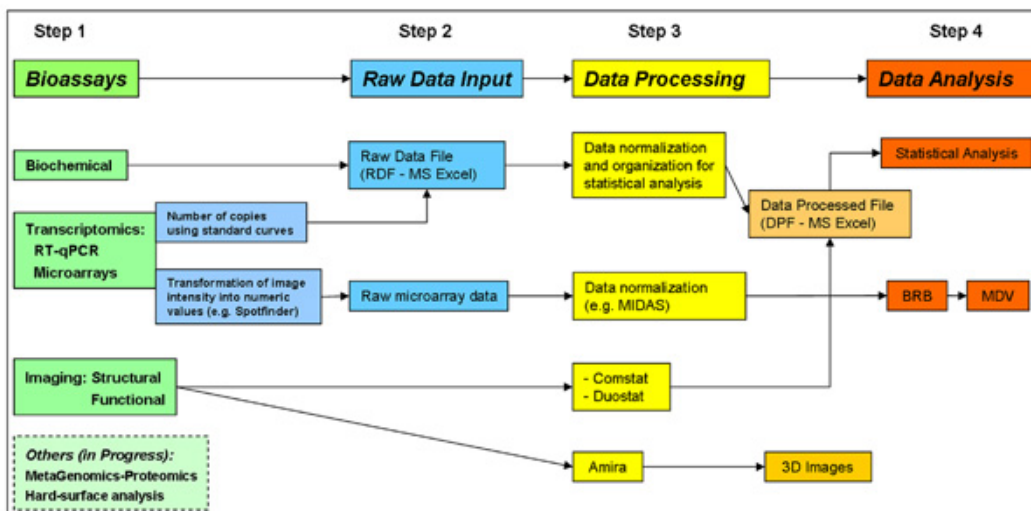 Step 1
Step 2
Step 3
Step 4
Bioassays
Raw Data Input
Data Processing
Data Analysis
Biochemical
Raw Data File
(RDF - MS Excel)
Data normalization
and organization for
statistical analysis
Statistical Analysis
Data Processed File
(DPF - MS Excel)
Transcriptomics:
RT-qPCR
Microarrays
Number of copies
using standard curves
Transformation of image
intensity into numeric
values (e.g. Spotfinder)
Raw microarray data
Data normalization
(e.g. MIDAS)
BRB
MDV
Imaging: Structural
Functional
- Comstat
- Duostat
Others (in Progress):
MetaGenomics-Proteomics
Hard-surface analysis
Amira
3D Images